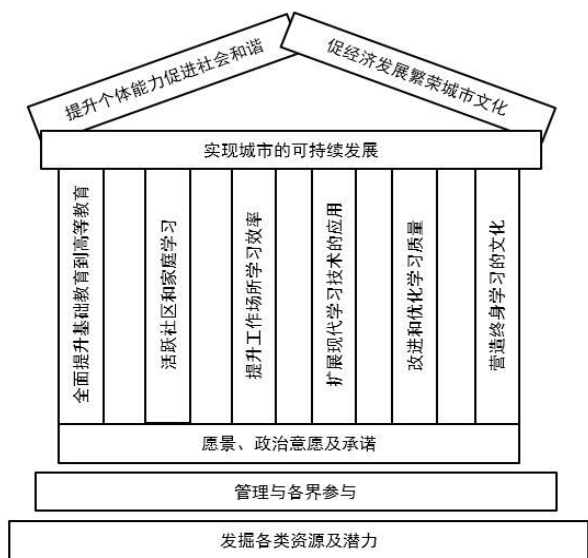 提升个体能力促进社会和谐
促经济发展繁荣城市文化
实现城市的可持续发展
全面提升基础教育到高等教育
活跃社区和家庭学习
提升工作场所学习效率
扩展现代学习技术的应用
改进和优化学习质量
营造终身学习的文化
愿景、政治意愿及承诺
管理与各界参与
发掘各类资源及潜力